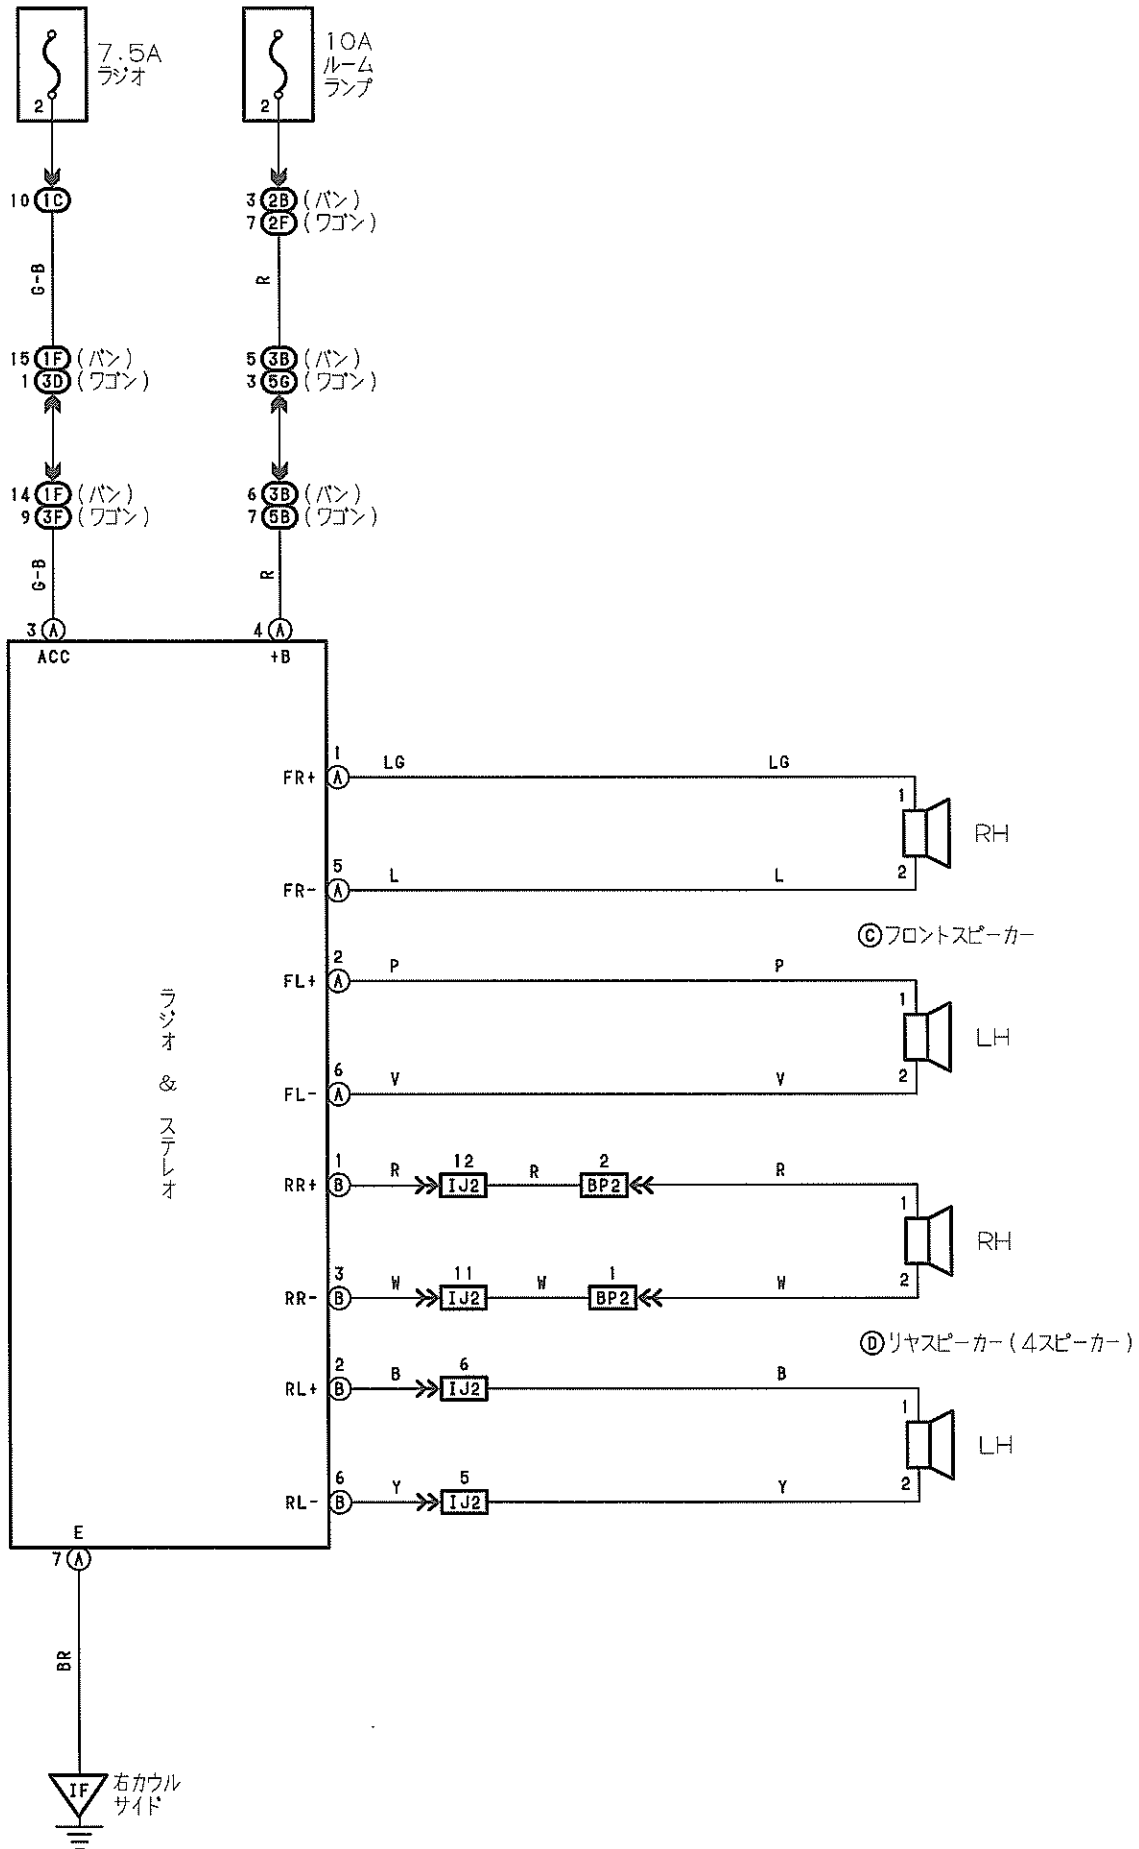 7.5A
ラジオ
2
10A
ルーム
ランプ
2
10 1C
3 2B (バン)
7 2F (ワゴン)
G-B
R
15 1F (バン)
1 3D (ワゴン)
5 3B (バン)
3 5G (ワゴン)
14 1F (バン)
9 3F (ワゴン)
6 3B (バン)
7 5B (ワゴン)
G-B
R
3 A
4 A
ACC
+B
1
FR+ A LG LG
1
RH
2
5
FR- A L L
C フロントスピーカー
2
FL+ A P P
1
LH
2
6
FL- A V V
ラジオ & ステレオ
1 12 2
RR+ B R IJ2 R BP2 R
1
RH
2
3 11 1
RR- B W IJ2 W BP2 W
D リヤスピーカー(4スピーカー)
2 6
RL+ B B IJ2 B
1
LH
2
6 5
RL- B Y IJ2 Y
E
7 A
BR
IF
右カウル
サイド